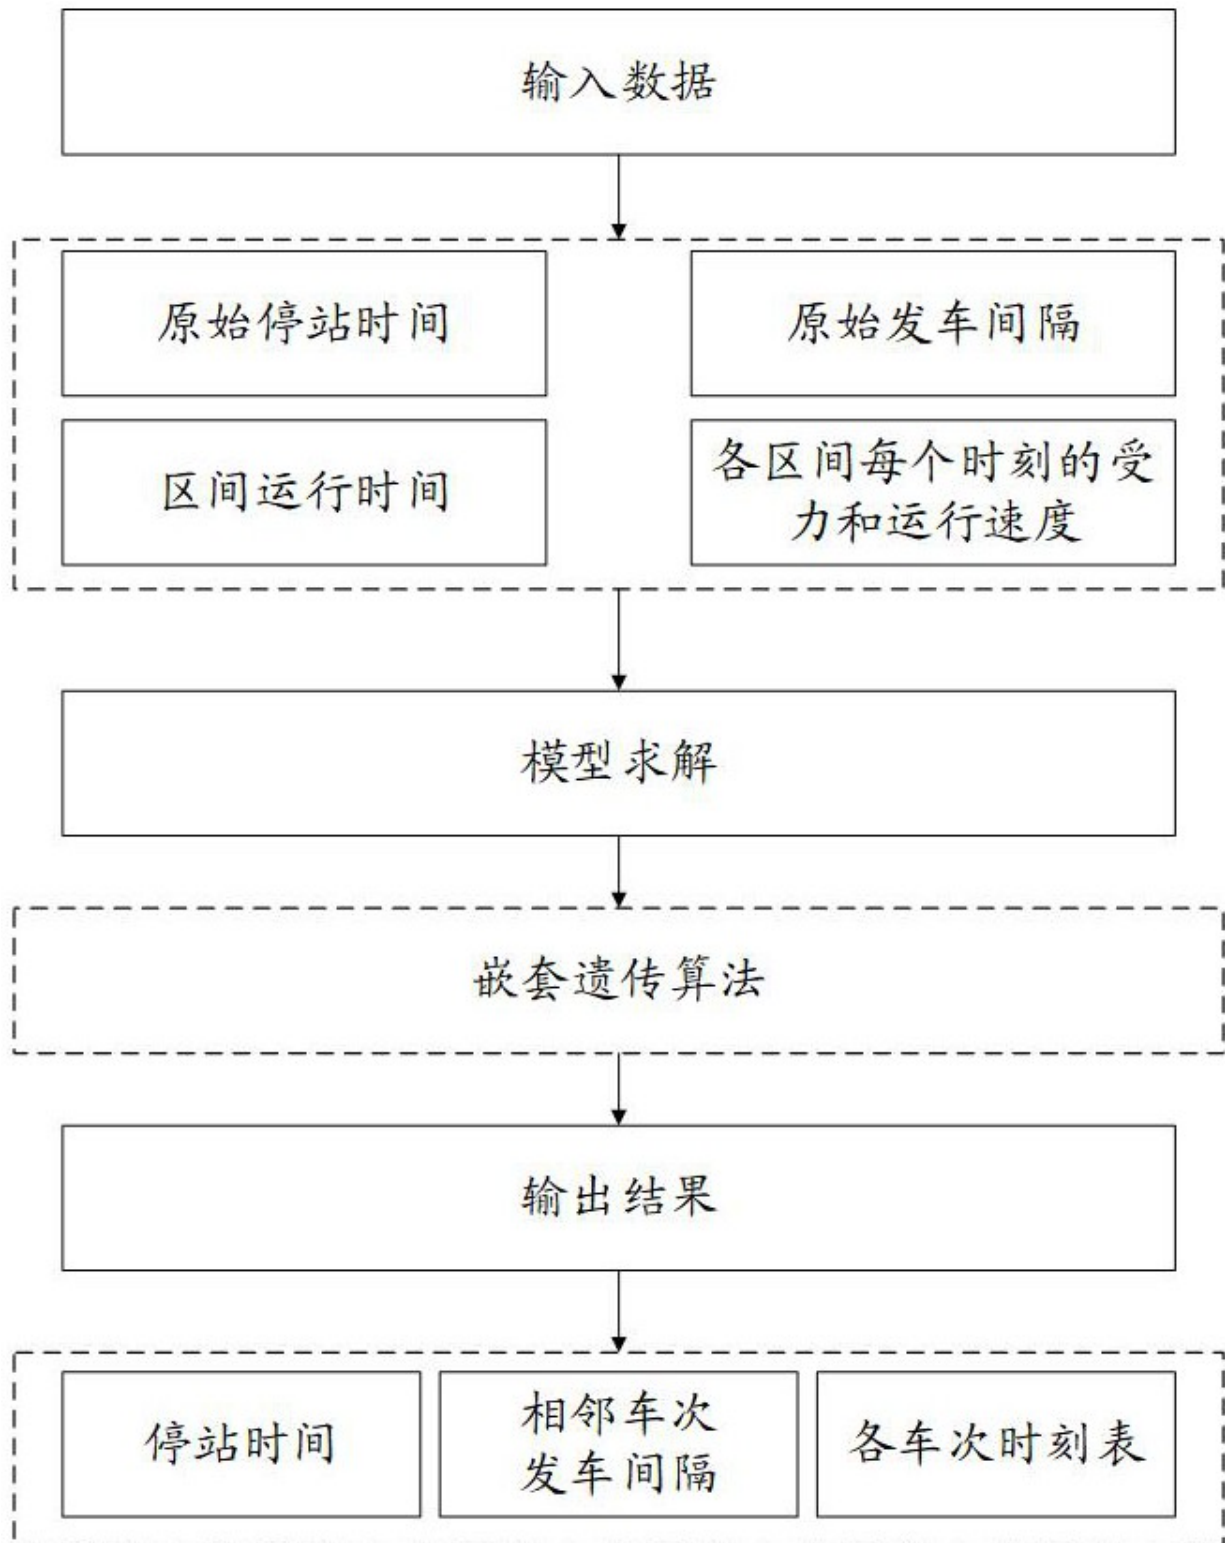 输入数据
原始停站时间
原始发车间隔
区间运行时间
各区间每个时刻的受
力和运行速度
模型求解
嵌套遗传算法
输出结果
停站时间
相邻车次
发车间隔
各车次时刻表